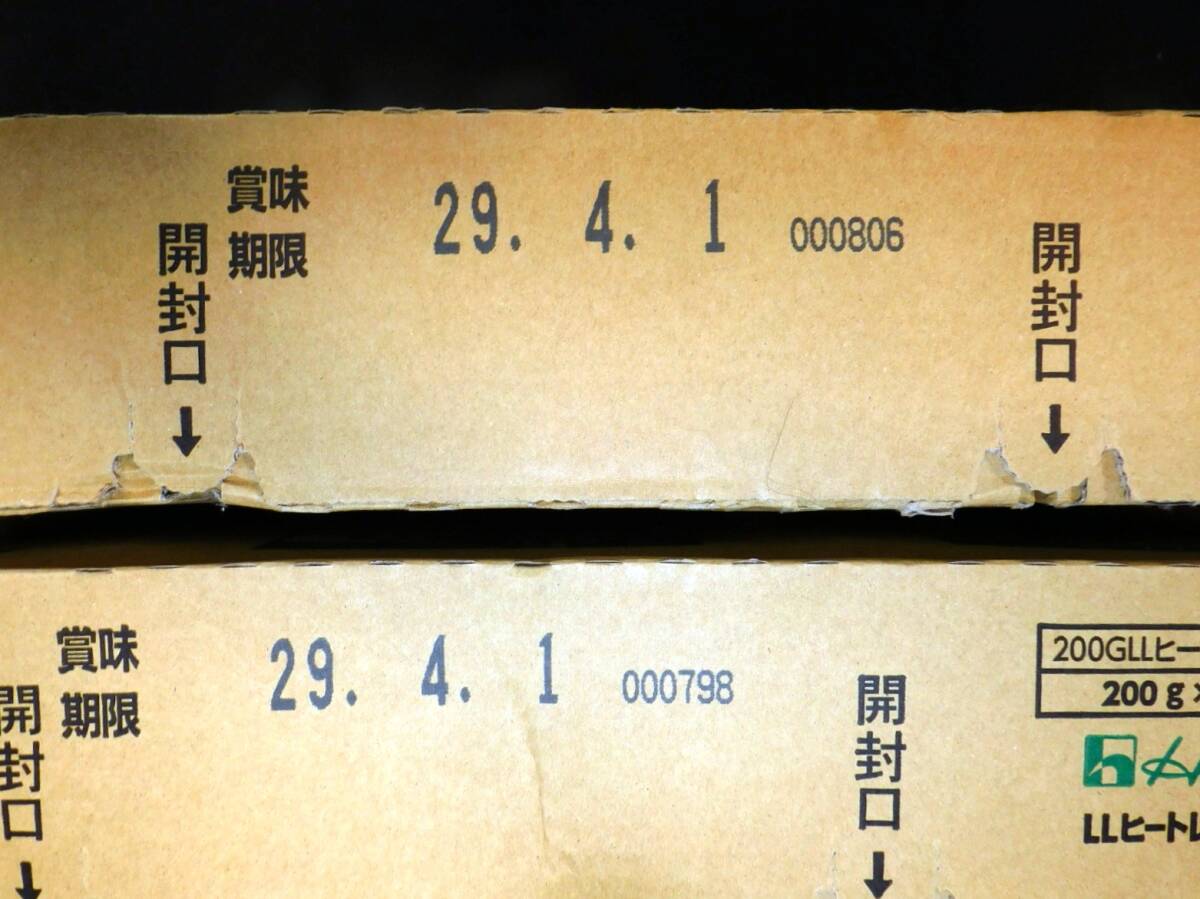 賞味
期限
29. 4. 1 000806
開封口↓
開封口↓
賞味
期限
29. 4. 1 000798
開封口↓
開封口↓
200GLLヒー
200g×
LLヒートレ